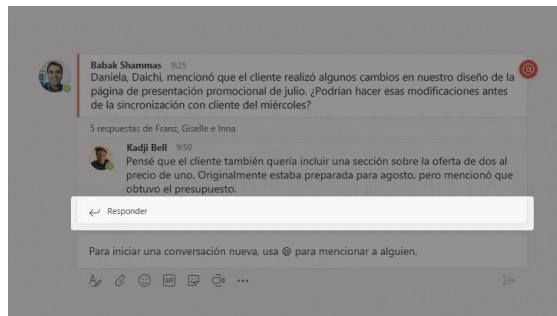 Babak Shammas 9:25
Daniela, Daichi, mencionó que el cliente realizó algunos cambios en nuestro diseño de la
página de presentación promocional de julio. ¿Podrían hacer esas modificaciones antes
de la sincronización con cliente del miércoles?
5 respuestas de Franz, Giselle e Inna
Kadji Bell 9:50
Pensé que el cliente también quería incluir una sección sobre la oferta de dos al
precio de uno. Originalmente estaba preparada para agosto, pero mencionó que
obtuvo el presupuesto.
Responder
Para iniciar una conversación nueva, usa @ para mencionar a alguien.
GIF